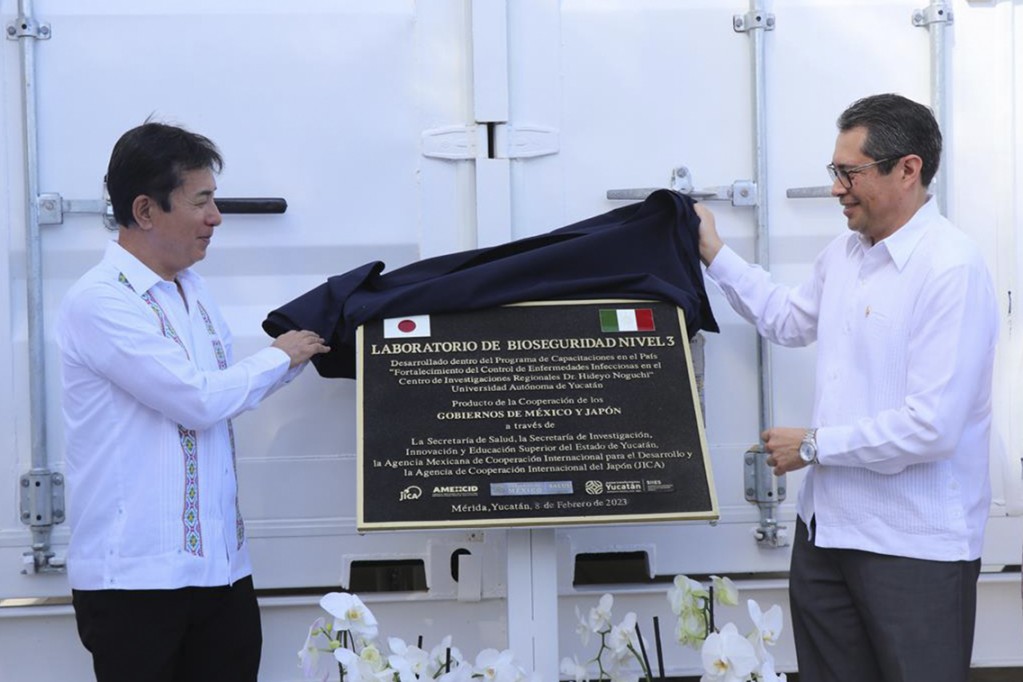 LABORATORIO DE BIOSEGURIDAD NIVEL 3
Desarrollado dentro del Programa de Capacitaciones en el País
"Fortalecimiento del Control de Enfermedades Infecciosas en el
Centro de Investigaciones Regionales Dr. Hideyo Noguchi"
Universidad Autónoma de Yucatán
Producto de la Cooperación de los
GOBIERNOS DE MÉXICO Y JAPÓN
a través de
La Secretaría de Salud, la Secretaría de Investigación,
Innovación y Educación Superior del Estado de Yucatán,
la Agencia Mexicana de Cooperación Internacional para el Desarrollo y
la Agencia de Cooperación Internacional del Japón (JICA)
jica AMEXCID MÉXICO Yucatán SIIES
Mérida, Yucatán, 8 de Febrero de 2023